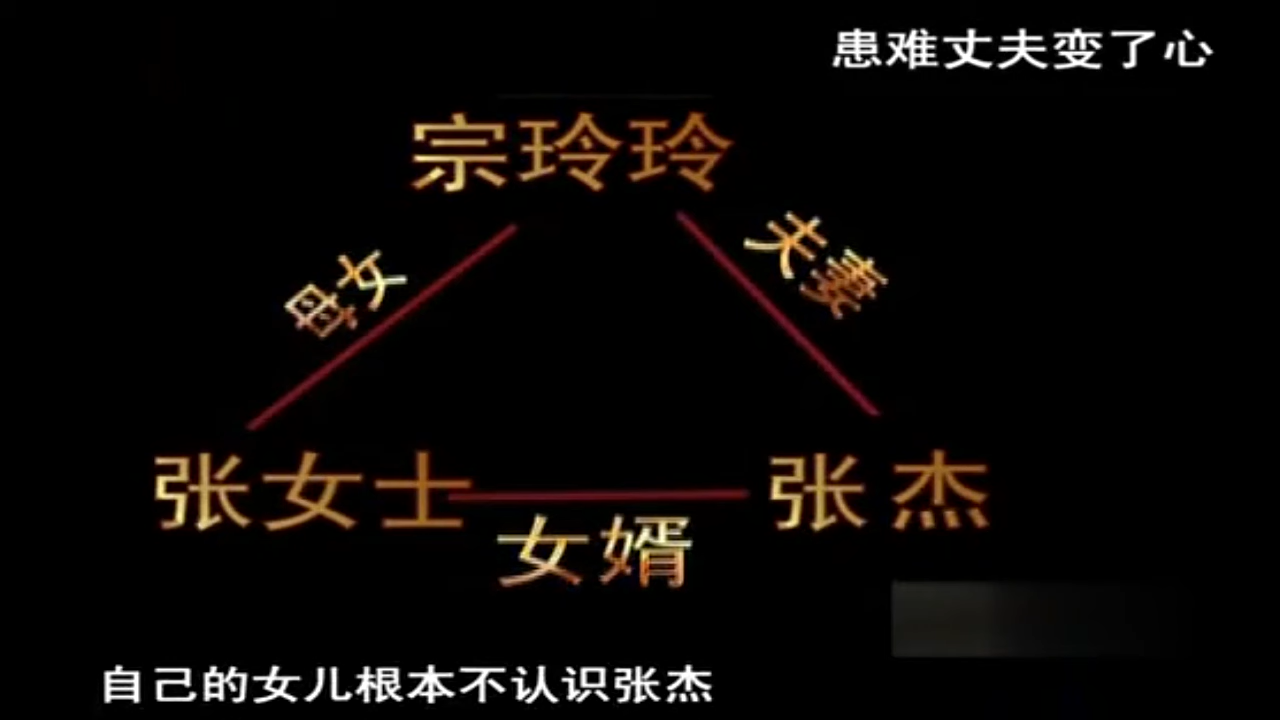 患难丈夫变了心
宗玲玲
母女
夫妻
张女士
张杰
女婿
自己的女儿根本不认识张杰